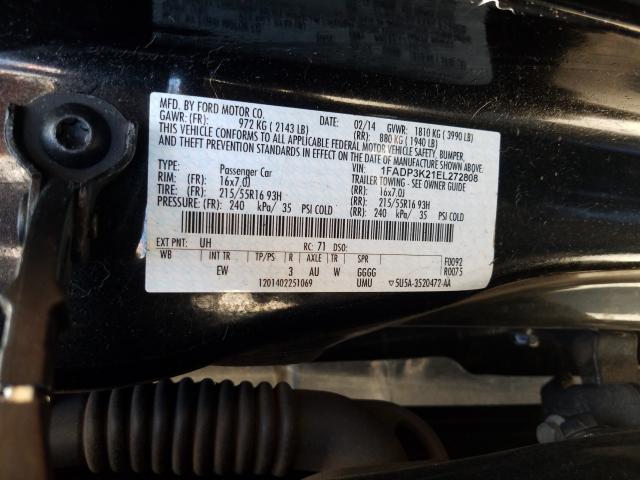 MFD. BY FORD MOTOR CO.
DATE: 02/14 GVWR: 1810 KG ( 3990 LB)
GAWR: (FR): 972 KG ( 2143 LB) (RR): 880 KG ( 1940 LB)
THIS VEHICLE CONFORMS TO ALL APPLICABLE FEDERAL MOTOR VEHICLE SAFETY, BUMPER,
AND THEFT PREVENTION STANDARDS IN EFFECT ON THE DATE OF MANUFACTURE SHOWN ABOVE.
VIN: 1FADP3K21EL272808
TYPE: Passenger Car TRAILER TOWING - SEE OWNER GUIDE
RIM: (FR): 16x7.0J (RR): 16x7.0J
TIRE: (FR): 215/55R16 93H (RR): 215/55R16 93H
PRESSURE: (FR) 240 kPa/ 35 PSI COLD (RR) 240 kPa/ 35 PSI COLD
EXT PNT: UH RC: 71 DSO: F0092
WB INT TR TP/PS R AXLE TR SPR R0075
EW 3 AU W GGGG
1201402251069 UMU ▽5U5A-3520472-AA